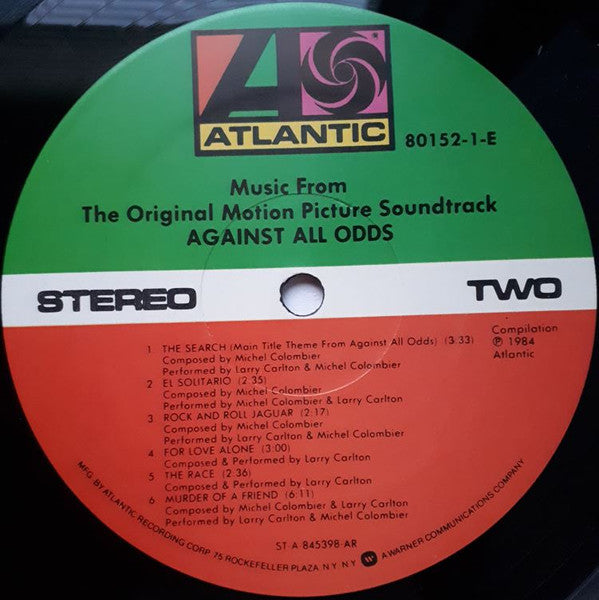 ATLANTIC
80152-1-E
Music From
The Original Motion Picture Soundtrack
AGAINST ALL ODDS
STEREO
TWO
1 THE SEARCH (Main Title Theme From Against All Odds) (3:33)
Composed by Michel Colombier
Performed by Larry Carlton & Michel Colombier
2 EL SOLITARIO (2:35)
Composed by Michel Colombier
Performed by Michel Colombier & Larry Carlton
3 ROCK AND ROLL JAGUAR (2:17)
Composed by Michel Colombier
Performed by Michel Colombier
4 FOR LOVE ALONE (3:00)
Composed & Performed by Larry Carlton
5 THE RACE (2:36)
Composed & Performed by Larry Carlton
6 MURDER OF A FRIEND (6:11)
Composed by Michel Colombier & Larry Carlton
Performed by Larry Carlton & Michel Colombier
Compilation
℗ 1984
Atlantic
ST-A-845398-AR
MFG. BY ATLANTIC RECORDING CORP. 75 ROCKEFELLER PLAZA N.Y. N.Y. A WARNER COMMUNICATIONS COMPANY